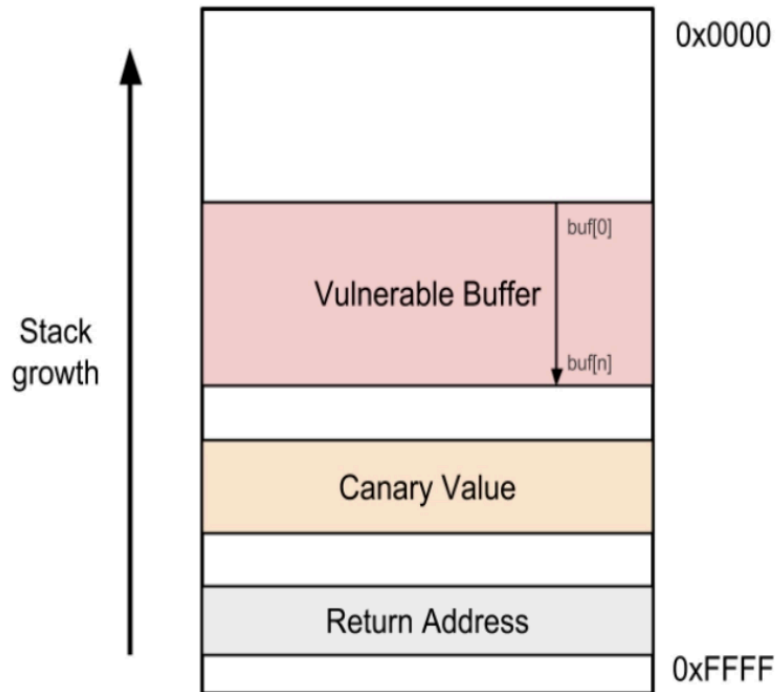 0x0000
buf[0]
Vulnerable Buffer
Stack
growth
buf[n]
Canary Value
Return Address
0xFFFF